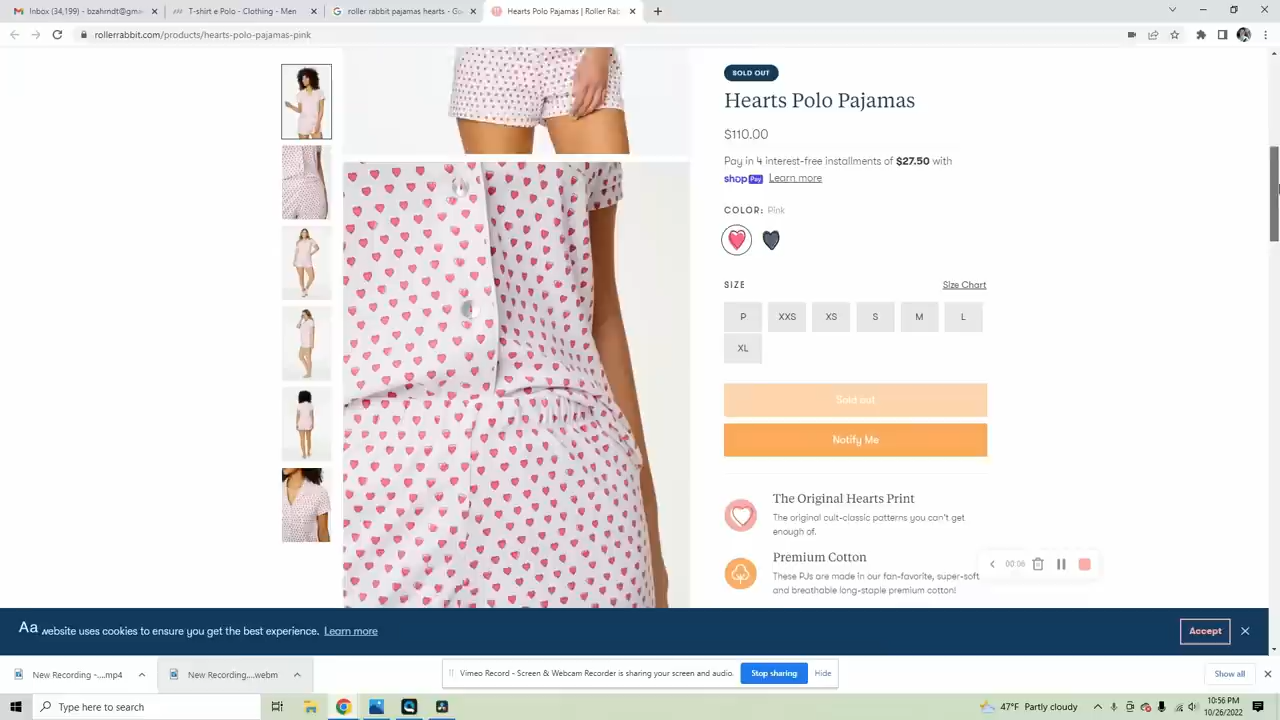 Inbox (34,199) - bzahrdt@gm
T-shirt e Polo - Clothing - Men
roller rabbit pajamas hearts - Go
Hearts Polo Pajamas | Roller Ra
rollerrabbit.com/products/hearts-polo-pajamas-pink
SOLD OUT
Hearts Polo Pajamas
$110.00
Pay in 4 interest-free installments of $27.50 with
shop Pay Learn more
COLOR: Pink
SIZE Size Chart
P XXS XS S M L
XL
Sold out
Notify Me
The Original Hearts Print
The original cult-classic patterns you can't get
enough of.
Premium Cotton
These PJs are made in our fan-favorite, super-soft
and breathable long-staple premium cotton!
00:06
Aa website uses cookies to ensure you get the best experience. Learn more
Accept
New Recording -....mp4
New Recording....webm
Vimeo Record - Screen & Webcam Recorder is sharing your screen and audio.
Stop sharing
Hide
Show all
Type here to search
47°F Partly cloudy
10:56 PM
10/26/2022